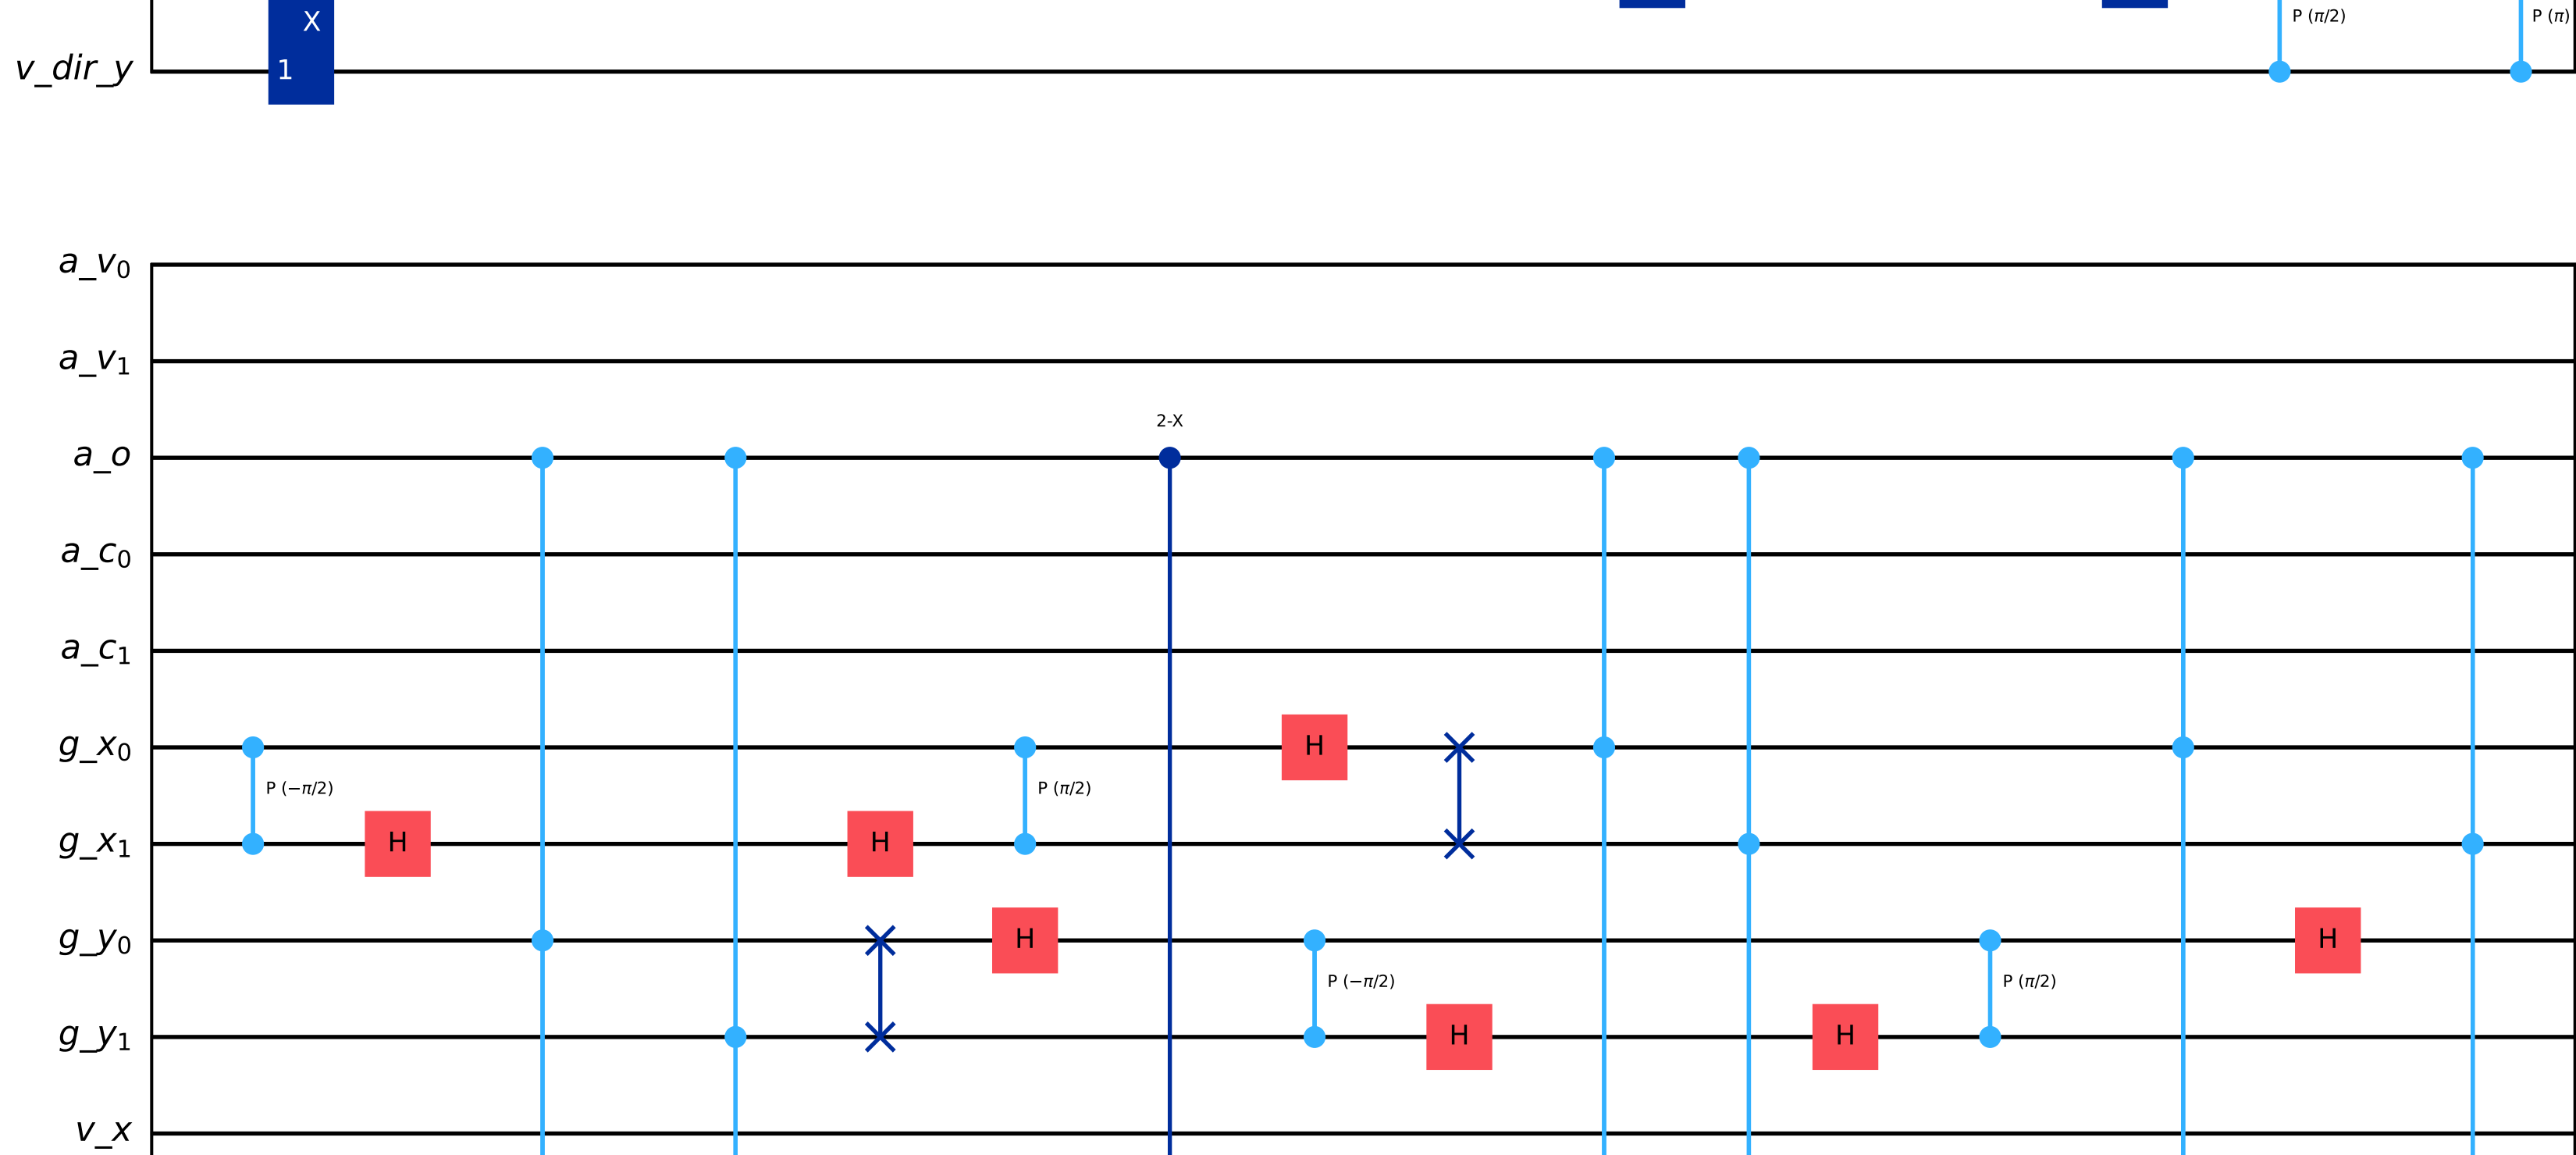 X
P (π/2)
P (π)
v_dir_y
1
a_v₀
a_v₁
2-X
a_o
a_c₀
a_c₁
g_x₀
H
P (−π/2)
P (π/2)
g_x₁
H
H
g_y₀
H
H
P (−π/2)
P (π/2)
g_y₁
H
H
v_x